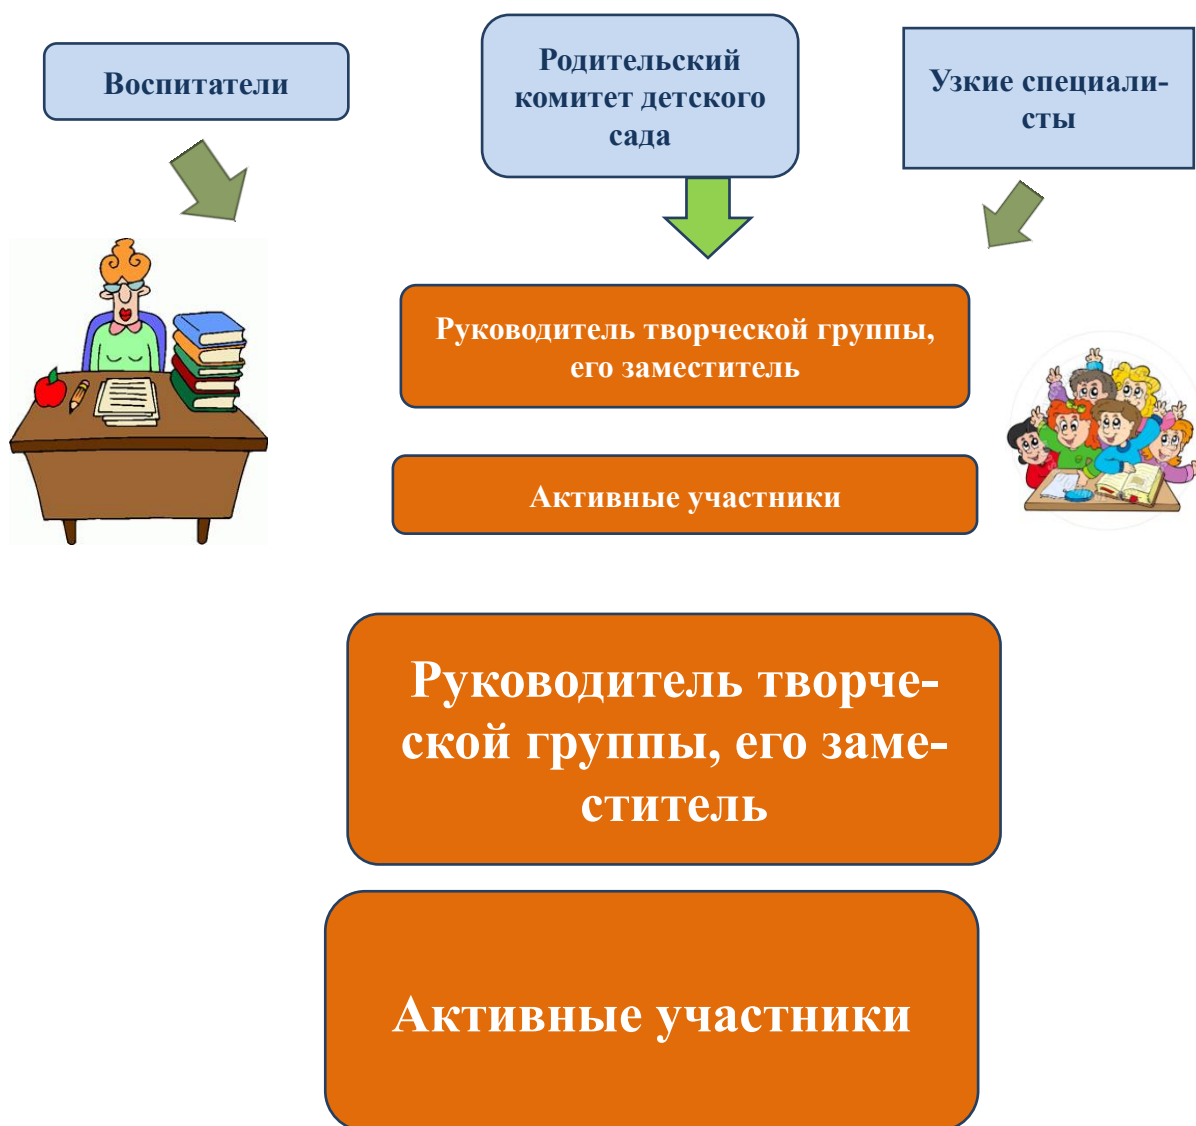 Воспитатели
Родительский
комитет детского
сада
Узкие специали-
сты
Руководитель творческой группы,
его заместитель
Активные участники
Руководитель творче-
ской группы, его заме-
ститель
Активные участники